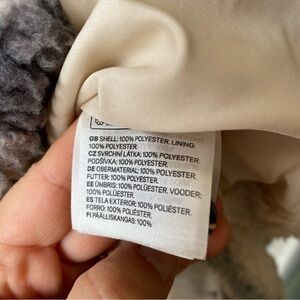 GB SHELL: 100% POLYESTER. LINING:
100% POLYESTER.
CZ SVRCHNÍ LÁTKA: 100% POLYESTER.
PODŠÍVKA: 100% POLYESTER.
DE OBERMATERIAL: 100% POLYESTER.
FUTTER: 100% POLYESTER.
EE ÜMBRIS: 100% POLÜESTER. VOODER:
100% POLÜESTER.
ES TELA EXTERIOR: 100% POLIÉSTER.
FORRO: 100% POLIÉSTER.
FI PÄÄLLISKANGAS: 100%